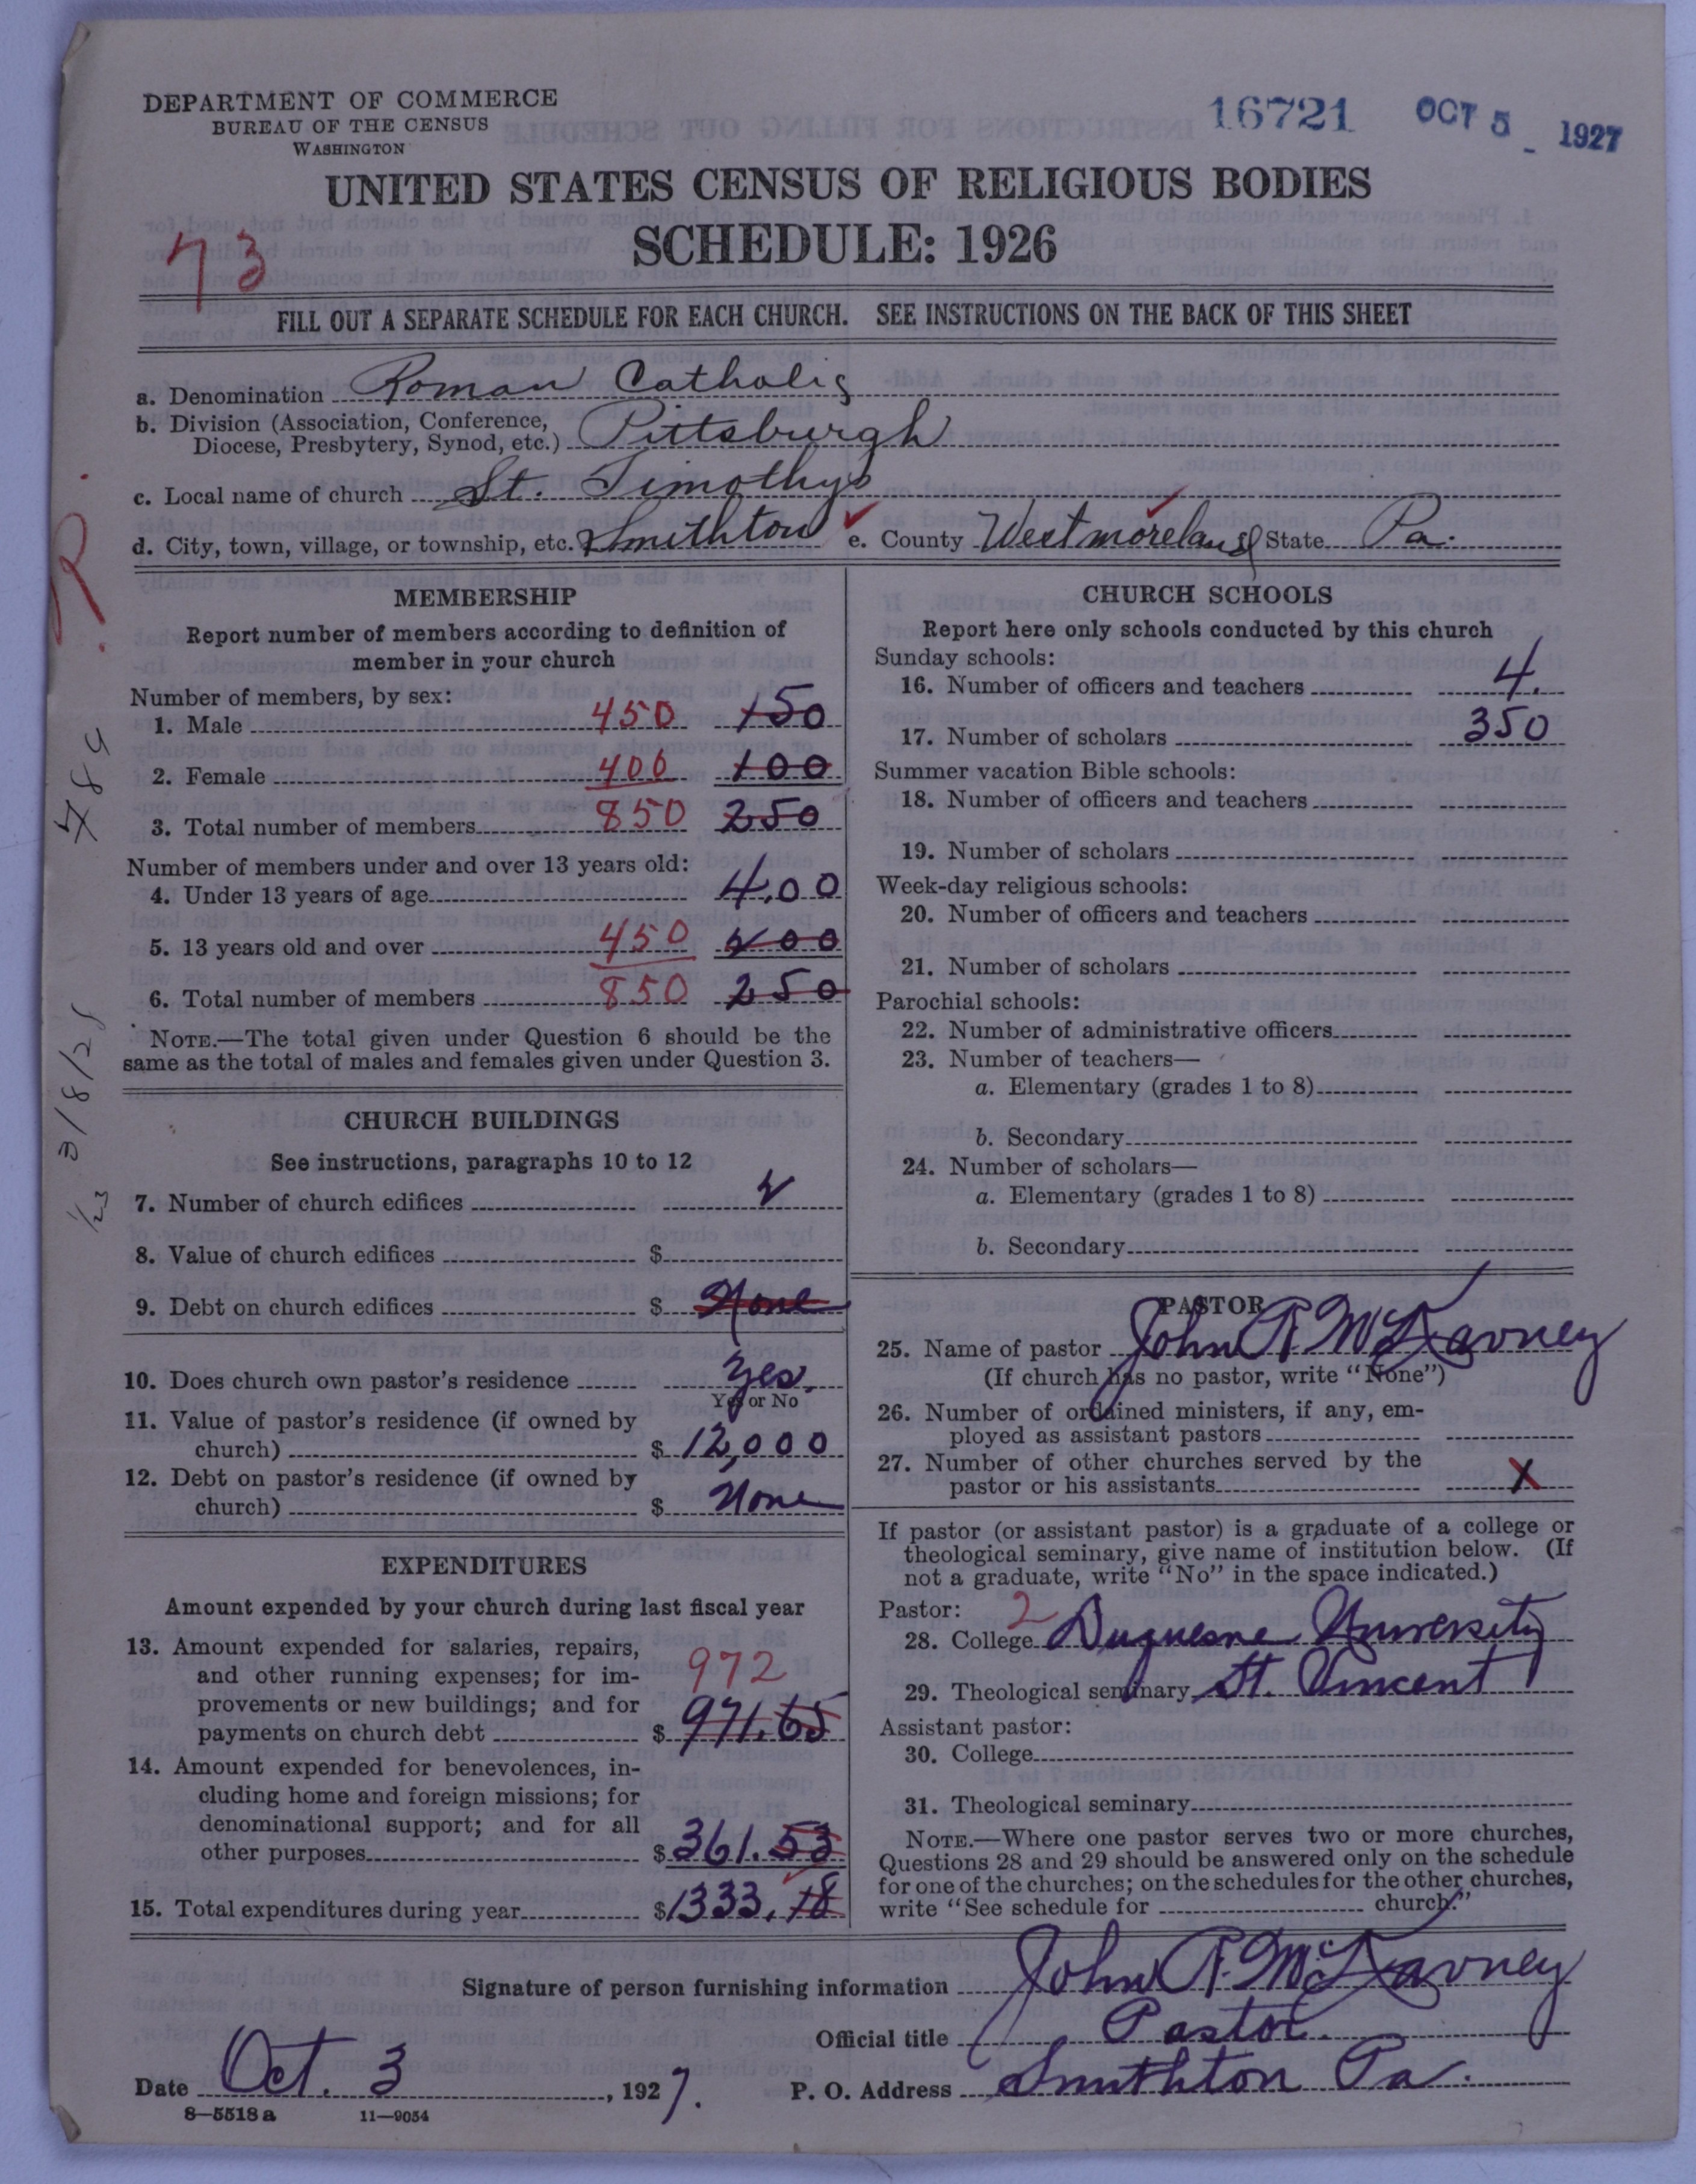 DEPARTMENT OF COMMERCE
BUREAU OF THE CENSUS
WASHINGTON
16721 OCT 5 1927
UNITED STATES CENSUS OF RELIGIOUS BODIES
SCHEDULE: 1926
73
FILL OUT A SEPARATE SCHEDULE FOR EACH CHURCH. SEE INSTRUCTIONS ON THE BACK OF THIS SHEET
a. Denomination Roman Catholic
b. Division (Association, Conference,
Diocese, Presbytery, Synod, etc.) Pittsburgh
c. Local name of church St. Timothys
d. City, town, village, or township, etc. Smithton e. County Westmoreland State Pa.
R.
3/8/28
1/23
MEMBERSHIP
Report number of members according to definition of
member in your church
Number of members, by sex:
1. Male 450 150
2. Female 400 100
3. Total number of members 850 250
Number of members under and over 13 years old:
4. Under 13 years of age 400
5. 13 years old and over 450 400
6. Total number of members 850 250
NOTE.—The total given under Question 6 should be the
same as the total of males and females given under Question 3.
CHURCH BUILDINGS
See instructions, paragraphs 10 to 12
7. Number of church edifices
8. Value of church edifices $
9. Debt on church edifices $ None
10. Does church own pastor's residence Yes.
Yes or No
11. Value of pastor's residence (if owned by
church) $ 12,000
12. Debt on pastor's residence (if owned by
church) $ None
EXPENDITURES
Amount expended by your church during last fiscal year
13. Amount expended for salaries, repairs,
and other running expenses; for im-
provements or new buildings; and for
payments on church debt $ 972 971.65
14. Amount expended for benevolences, in-
cluding home and foreign missions; for
denominational support; and for all
other purposes $ 361.53
15. Total expenditures during year $ 1333.18
CHURCH SCHOOLS
Report here only schools conducted by this church
Sunday schools:
16. Number of officers and teachers 4.
17. Number of scholars 350
Summer vacation Bible schools:
18. Number of officers and teachers
19. Number of scholars
Week-day religious schools:
20. Number of officers and teachers
21. Number of scholars
Parochial schools:
22. Number of administrative officers
23. Number of teachers—
a. Elementary (grades 1 to 8)
b. Secondary
24. Number of scholars—
a. Elementary (grades 1 to 8)
b. Secondary
PASTOR
25. Name of pastor John R. McKavney
(If church has no pastor, write "None")
26. Number of ordained ministers, if any, em-
ployed as assistant pastors
27. Number of other churches served by the
pastor or his assistants X
If pastor (or assistant pastor) is a graduate of a college or
theological seminary, give name of institution below. (If
not a graduate, write "No" in the space indicated.)
Pastor: 2
28. College Duquesne University
29. Theological seminary St. Vincent
Assistant pastor:
30. College
31. Theological seminary
NOTE.—Where one pastor serves two or more churches,
Questions 28 and 29 should be answered only on the schedule
for one of the churches; on the schedules for the other churches,
write "See schedule for church."
Signature of person furnishing information John R. McKavney
Official title Pastor.
Date Oct. 3, 1927. P. O. Address Smithton Pa.
8—5518a 11—9054